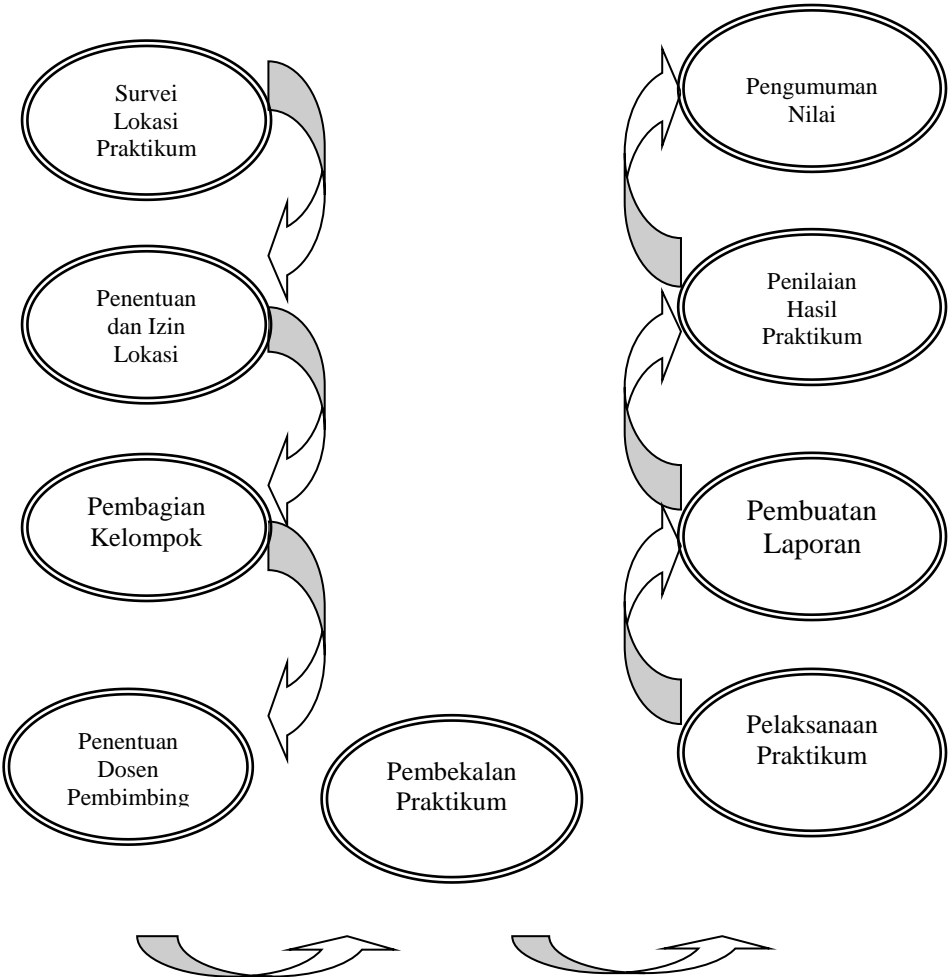 Survei
Lokasi
Praktikum
Penentuan
dan Izin
Lokasi
Pembagian
Kelompok
Penentuan
Dosen
Pembimbing
Pembekalan
Praktikum
Pelaksanaan
Praktikum
Pembuatan
Laporan
Penilaian
Hasil
Praktikum
Pengumuman
Nilai